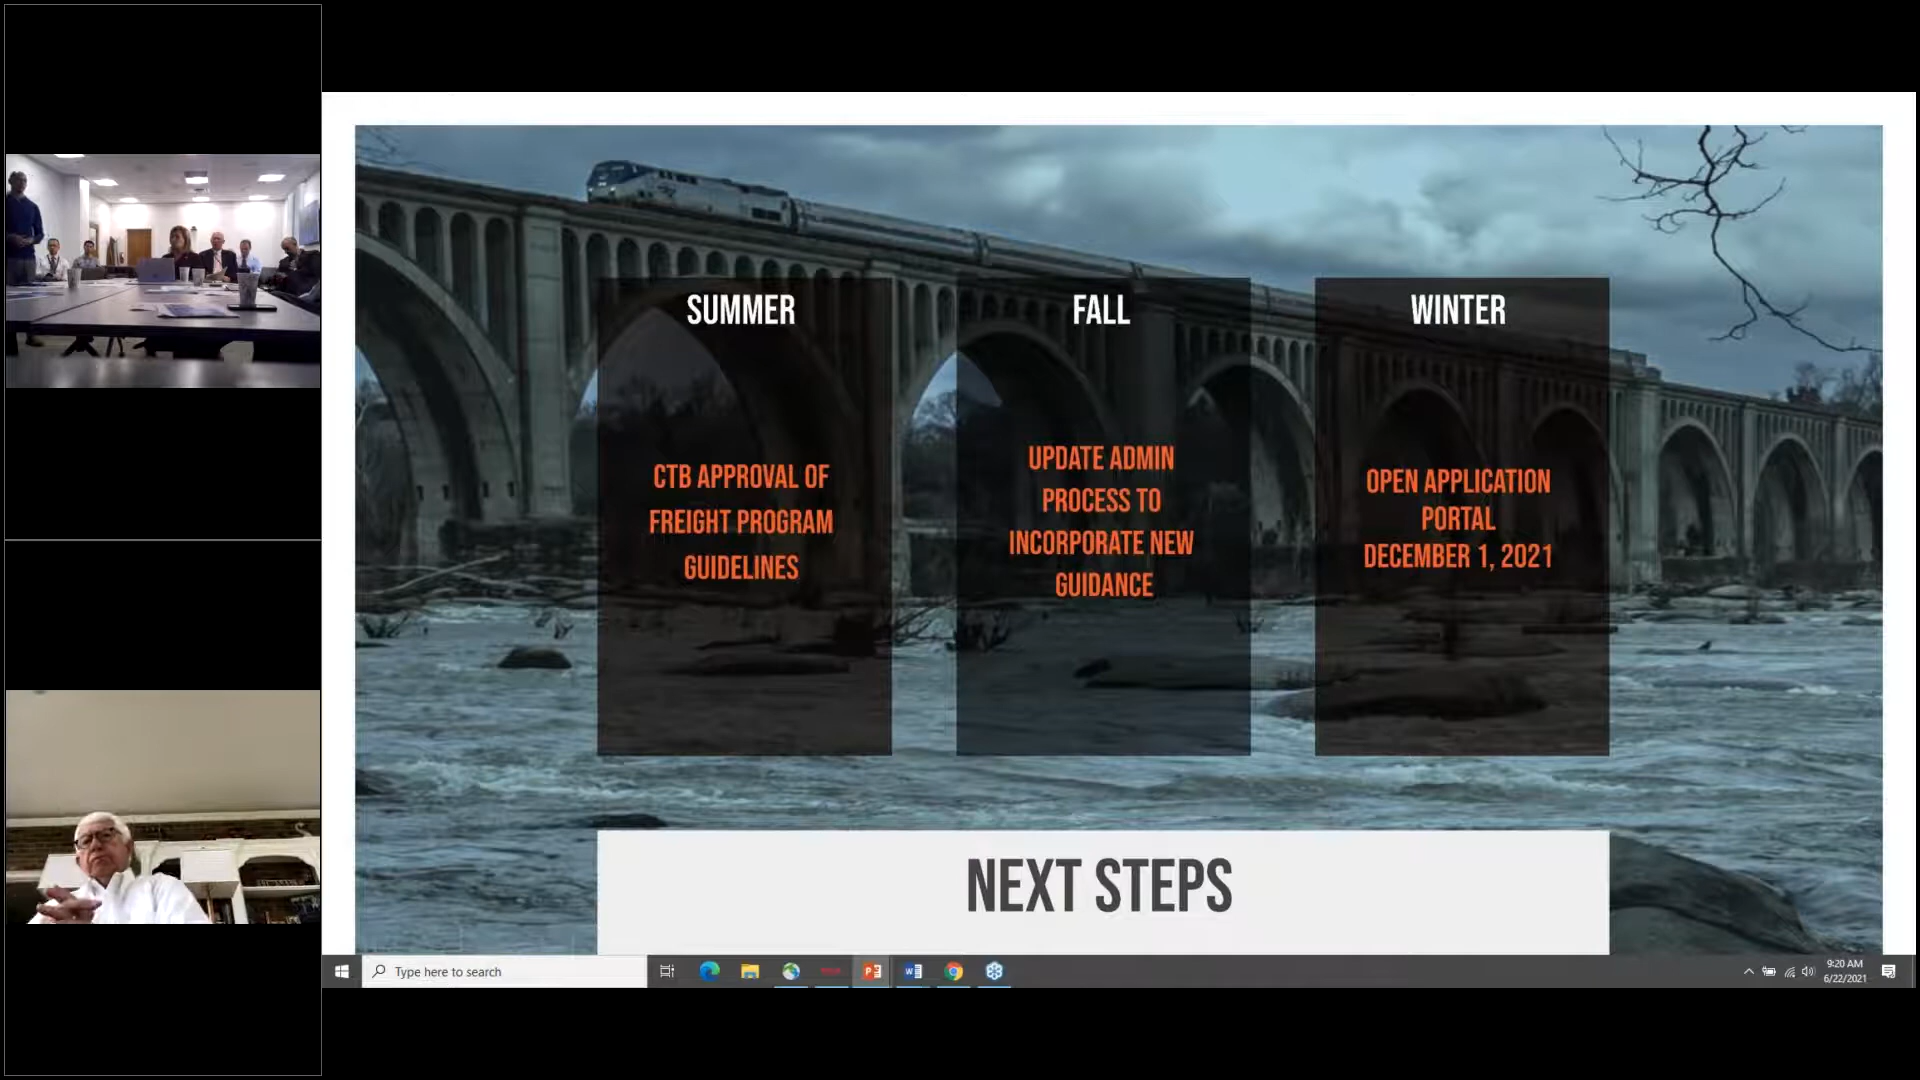 SUMMER
CTB APPROVAL OF
FREIGHT PROGRAM
GUIDELINES
FALL
UPDATE ADMIN
PROCESS TO
INCORPORATE NEW
GUIDANCE
WINTER
OPEN APPLICATION
PORTAL
DECEMBER 1, 2021
NEXT STEPS
Type here to search
9:20 AM
6/22/2021